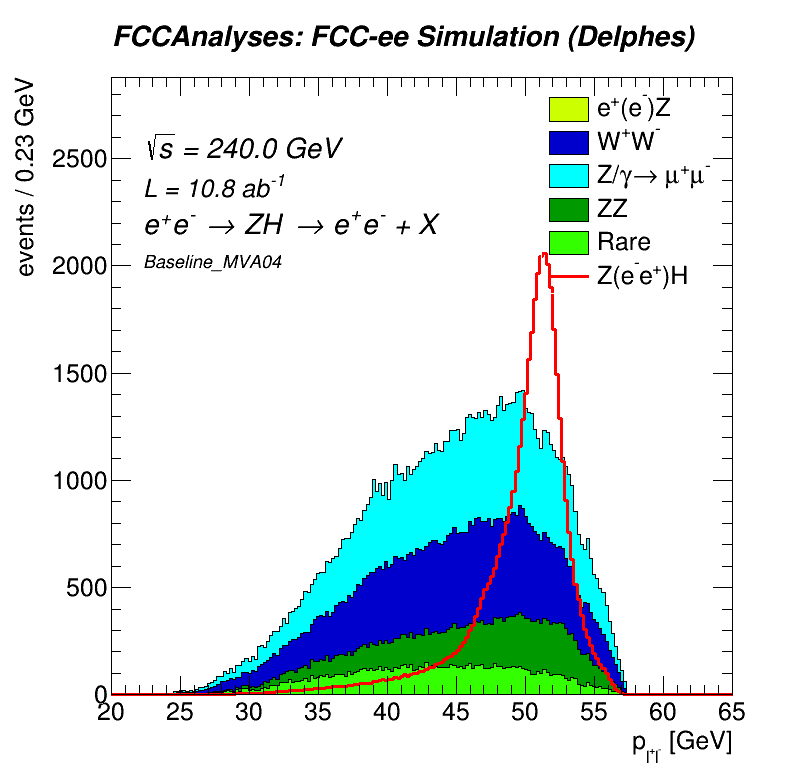 FCCAnalyses: FCC-ee Simulation (Delphes)
events / 0.23 GeV
√s = 240.0 GeV
L = 10.8 ab⁻¹
e⁺e⁻ → ZH → e⁺e⁻ + X
Baseline_MVA04
e⁺(e⁻)Z
W⁺W⁻
Z/γ→ μ⁺μ⁻
ZZ
Rare
Z(e⁻e⁺)H
2500
2000
1500
1000
500
0
20 25 30 35 40 45 50 55 60 65
p_l⁺l⁻ [GeV]